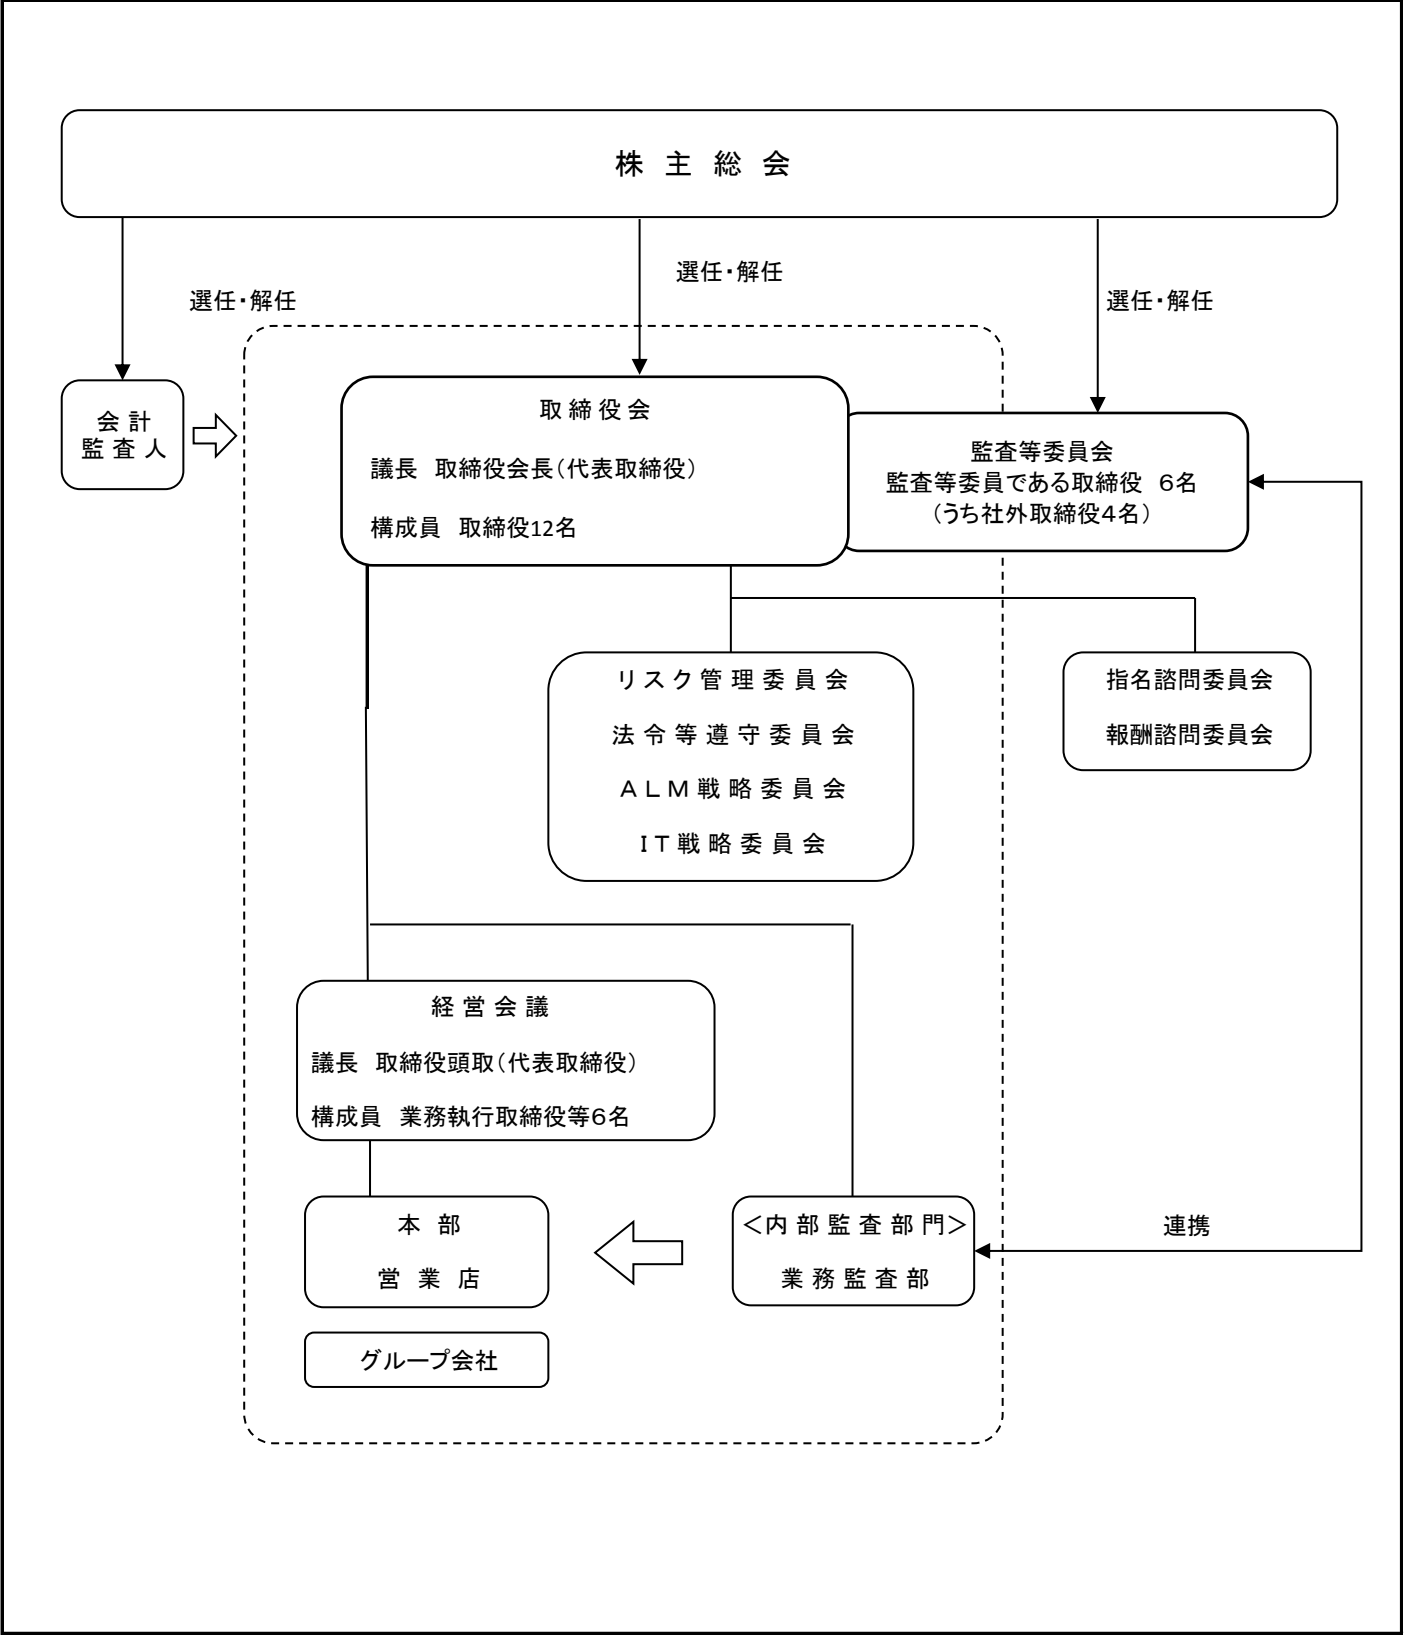 株 主 総 会
選任・解任
選任・解任
選任・解任
会 計
監 査 人
取 締 役 会
議長　取締役会長（代表取締役）
構成員　取締役12名
監査等委員会
監査等委員である取締役　６名
（うち社外取締役４名）
リ ス ク 管 理 委 員 会
法 令 等 遵 守 委 員 会
Ａ Ｌ Ｍ 戦 略 委 員 会
Ｉ Ｔ 戦 略 委 員 会
指名諮問委員会
報酬諮問委員会
経 営 会 議
議長　取締役頭取（代表取締役）
構成員　業務執行取締役等６名
本　部
営　業　店
グループ会社
＜内 部 監 査 部 門＞
業 務 監 査 部
連携